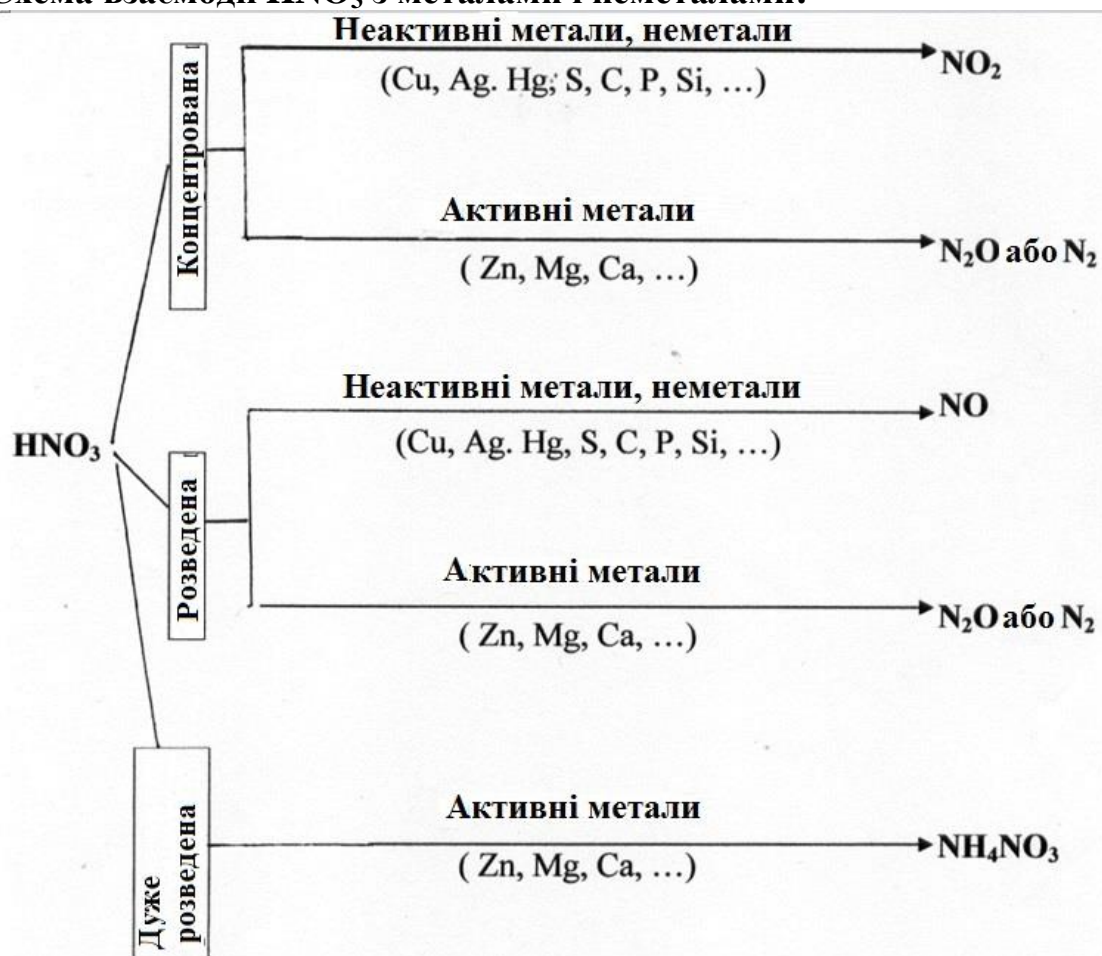 Схема взаємодії HNO₃ з металами і неметалами:
Неактивні метали, неметали
NO₂
(Cu, Ag. Hg; S, C, P, Si, …)
Концентрована
Активні метали
N₂O або N₂
( Zn, Mg, Ca, …)
Неактивні метали, неметали
NO
(Cu, Ag. Hg, S, C, P, Si, …)
HNO₃
Розведена
Активні метали
N₂O або N₂
( Zn, Mg, Ca, …)
Дуже
розведена
Активні метали
NH₄NO₃
( Zn, Mg, Ca, …)